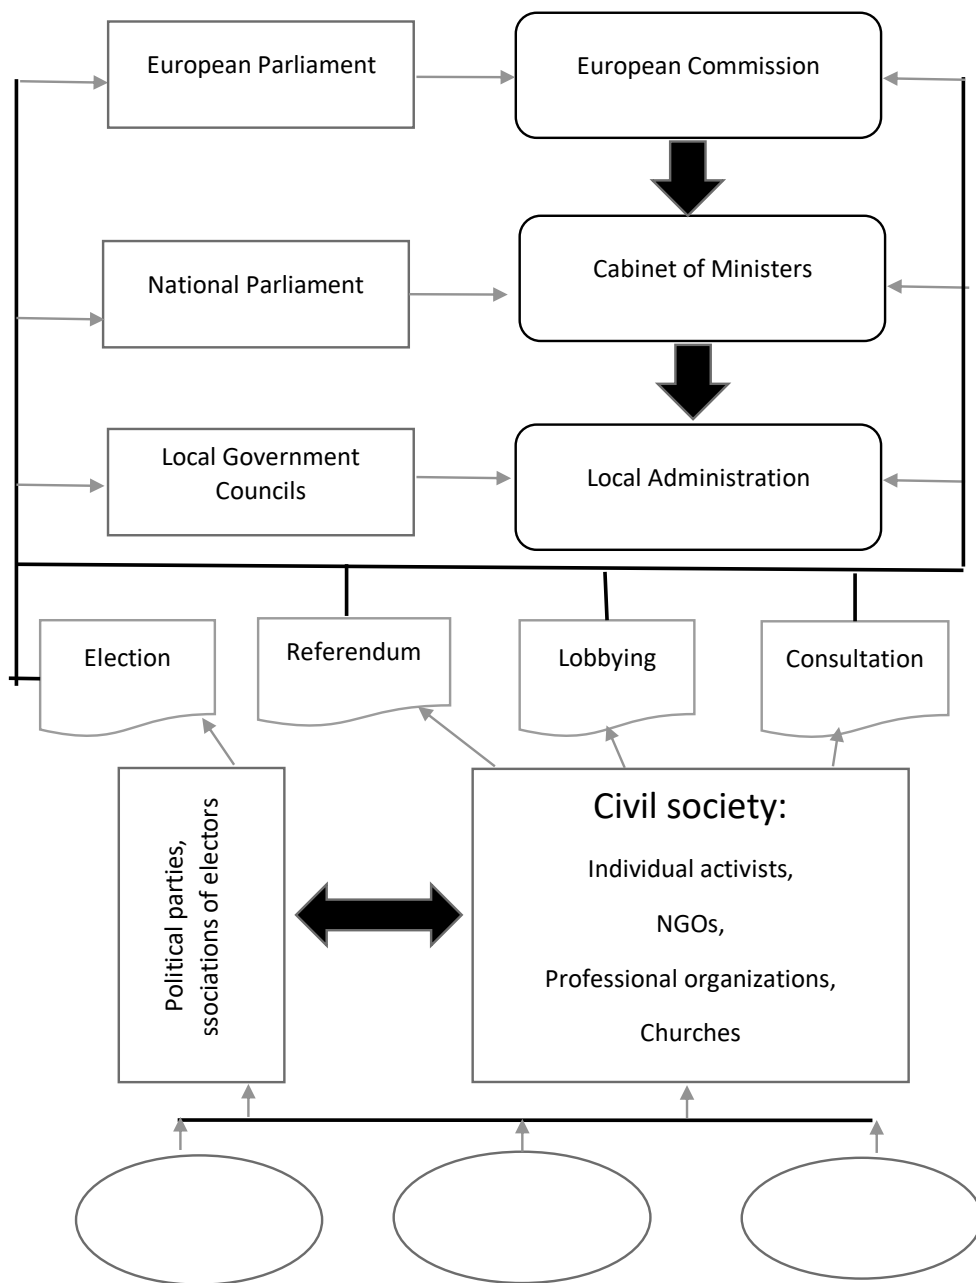 European Parliament
European Commission
National Parliament
Cabinet of Ministers
Local Government
Councils
Local Administration
Election
Referendum
Lobbying
Consultation
Political parties,
ssociations of electors
Civil society:
Individual activists,
NGOs,
Professional organizations,
Churches